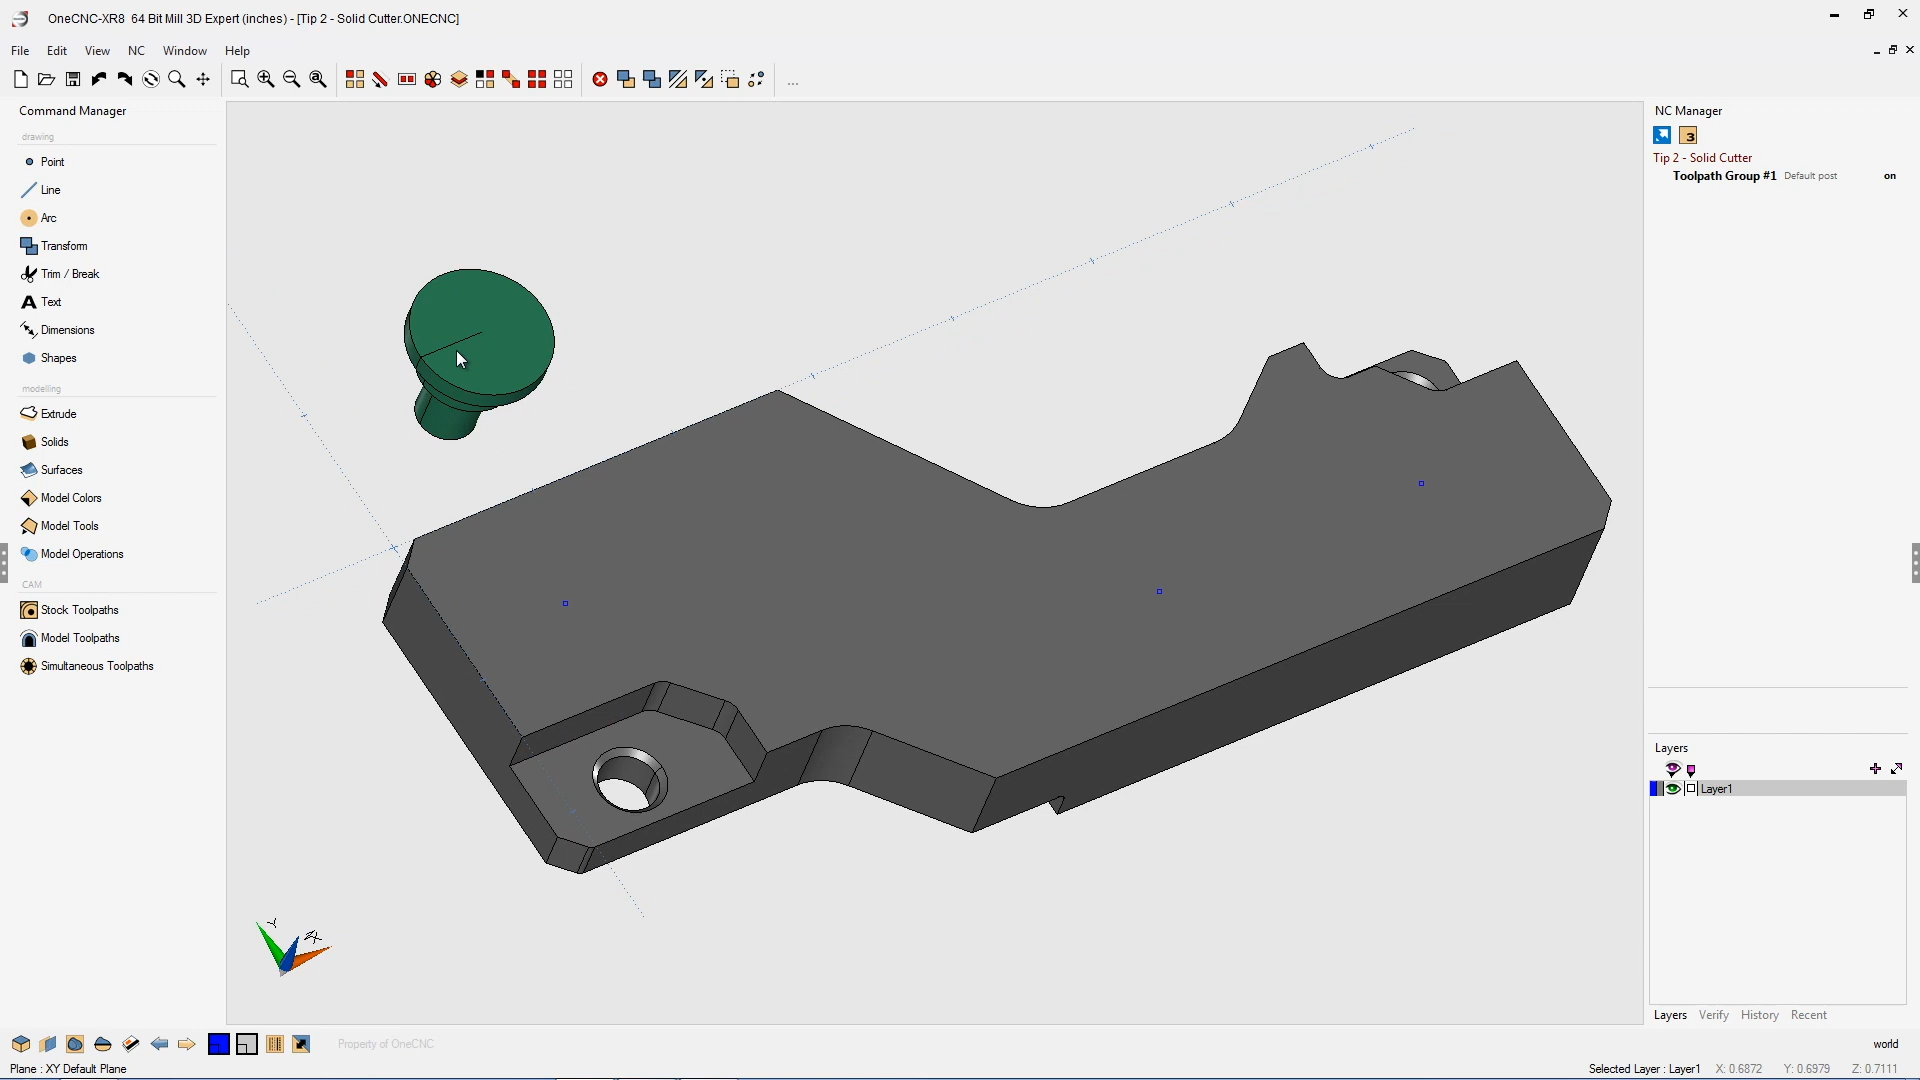 OneCNC-XR8  64 Bit Mill 3D Expert (inches) - [Tip 2 - Solid Cutter.ONECNC]
File Edit View NC Window Help
...
Command Manager
drawing
Point
Line
Arc
Transform
Trim / Break
Text
Dimensions
Shapes
modelling
Extrude
Solids
Surfaces
Model Colors
Model Tools
Model Operations
CAM
Stock Toolpaths
Model Toolpaths
Simultaneous Toolpaths
NC Manager
3
Tip 2 - Solid Cutter
Toolpath Group #1 Default post on
Layers
Layer1
Layers Verify History Recent
Property of OneCNC
world
Plane : XY Default Plane
Selected Layer : Layer1 X: 0.6872 Y: 0.6979 Z: 0.7111